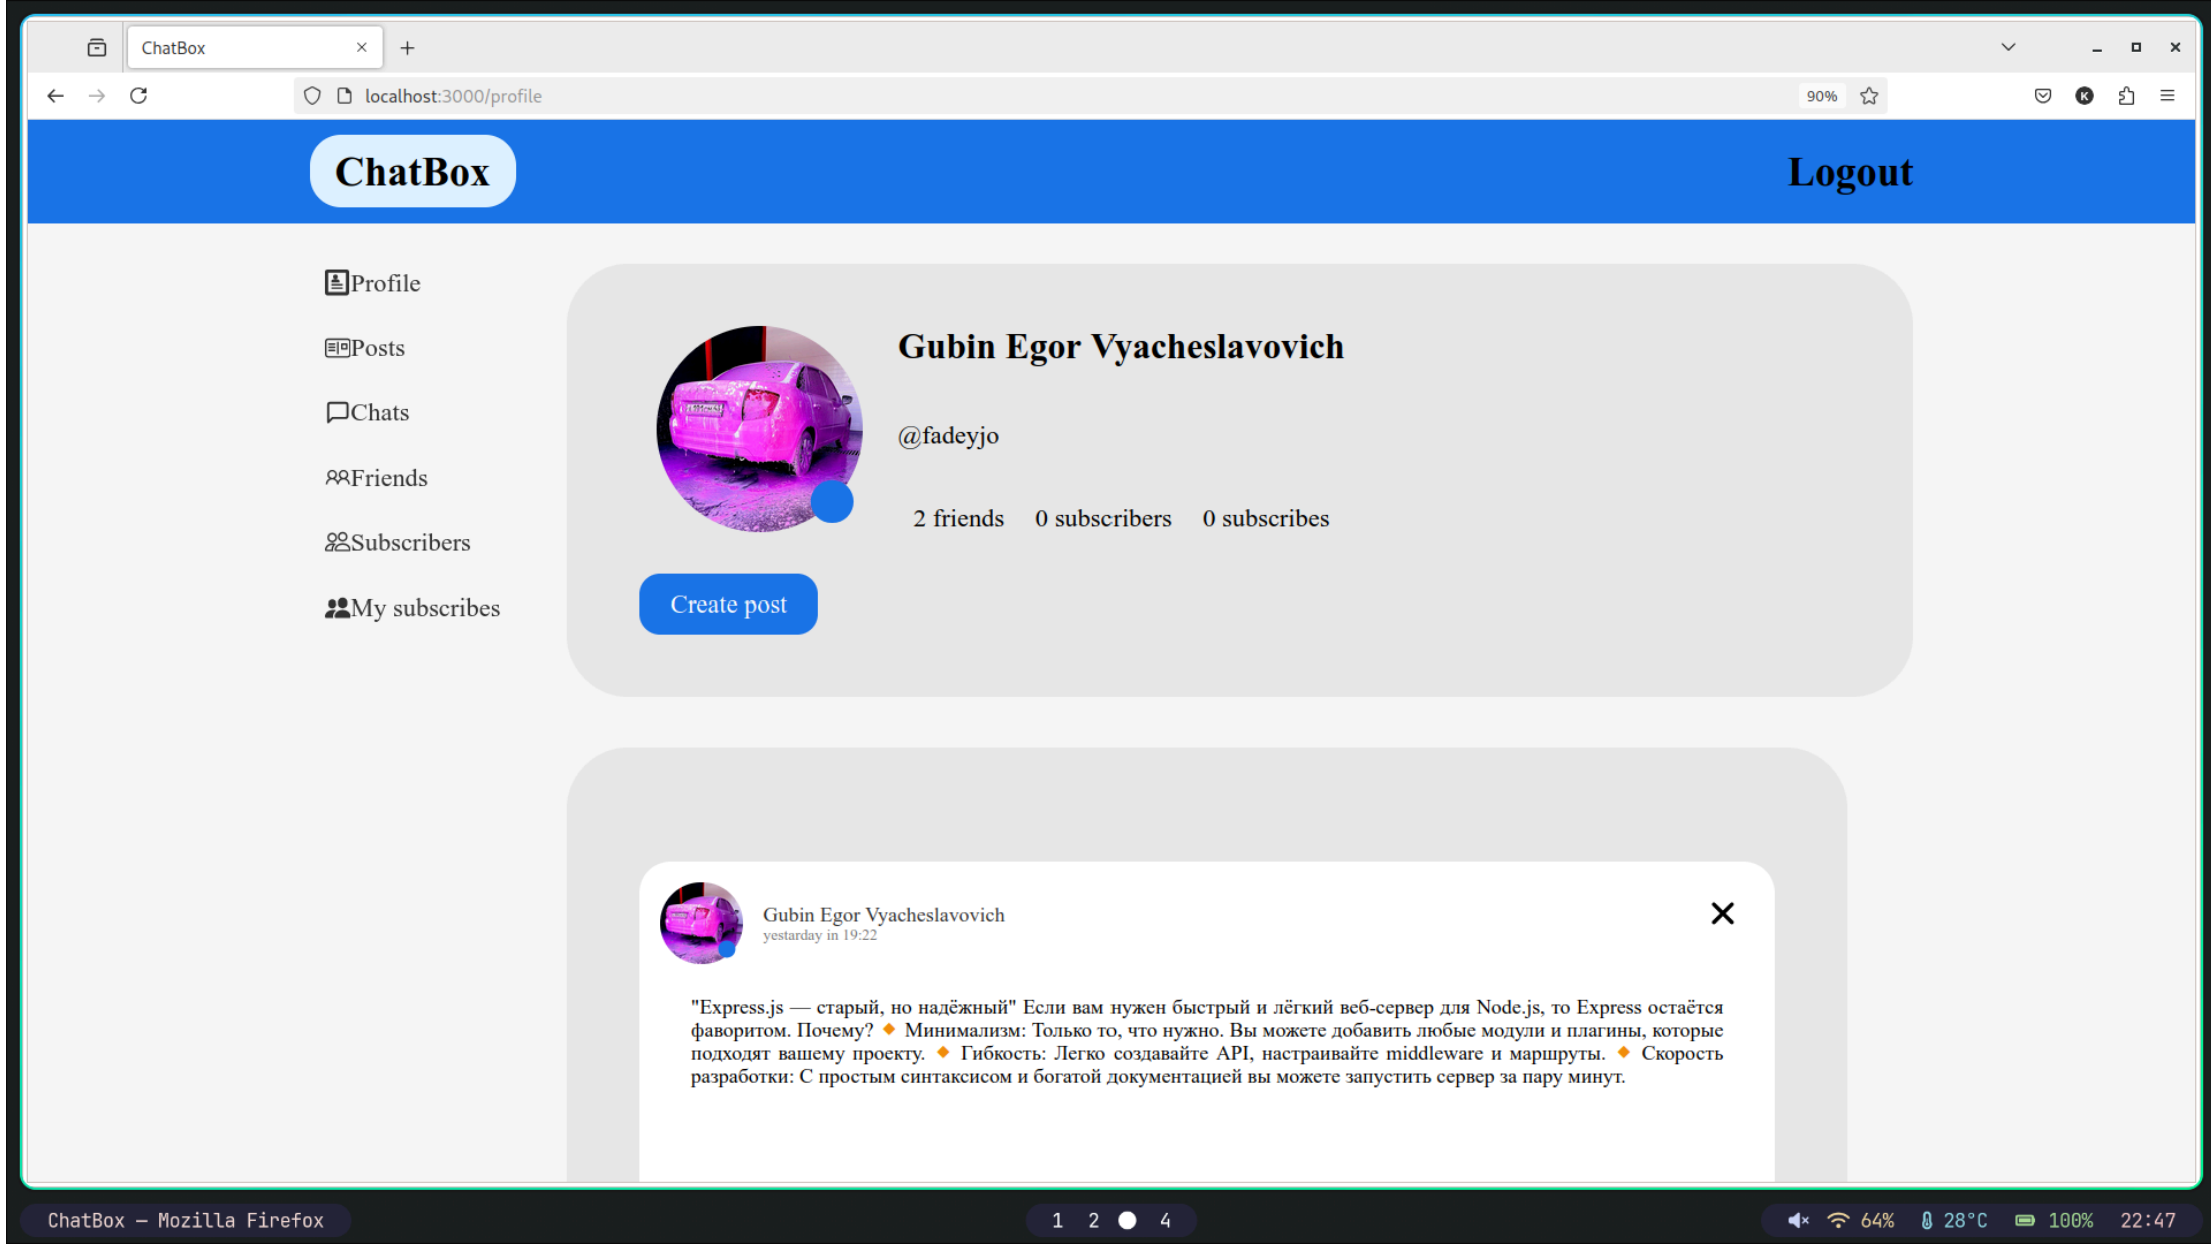 ChatBox
localhost:3000/profile
90%
K
ChatBox
Logout
Profile
Posts
Chats
Friends
Subscribers
My subscribes
Gubin Egor Vyacheslavovich
@fadeyjo
2 friends 0 subscribers 0 subscribes
Create post
Gubin Egor Vyacheslavovich
yestarday in 19:22
"Express.js — старый, но надёжный" Если вам нужен быстрый и лёгкий веб-сервер для Node.js, то Express остаётся
фаворитом. Почему? 🔸 Минимализм: Только то, что нужно. Вы можете добавить любые модули и плагины, которые
подходят вашему проекту. 🔸 Гибкость: Легко создавайте API, настраивайте middleware и маршруты. 🔸 Скорость
разработки: С простым синтаксисом и богатой документацией вы можете запустить сервер за пару минут.
ChatBox — Mozilla Firefox
1 2 4
64% 28°C 100% 22:47